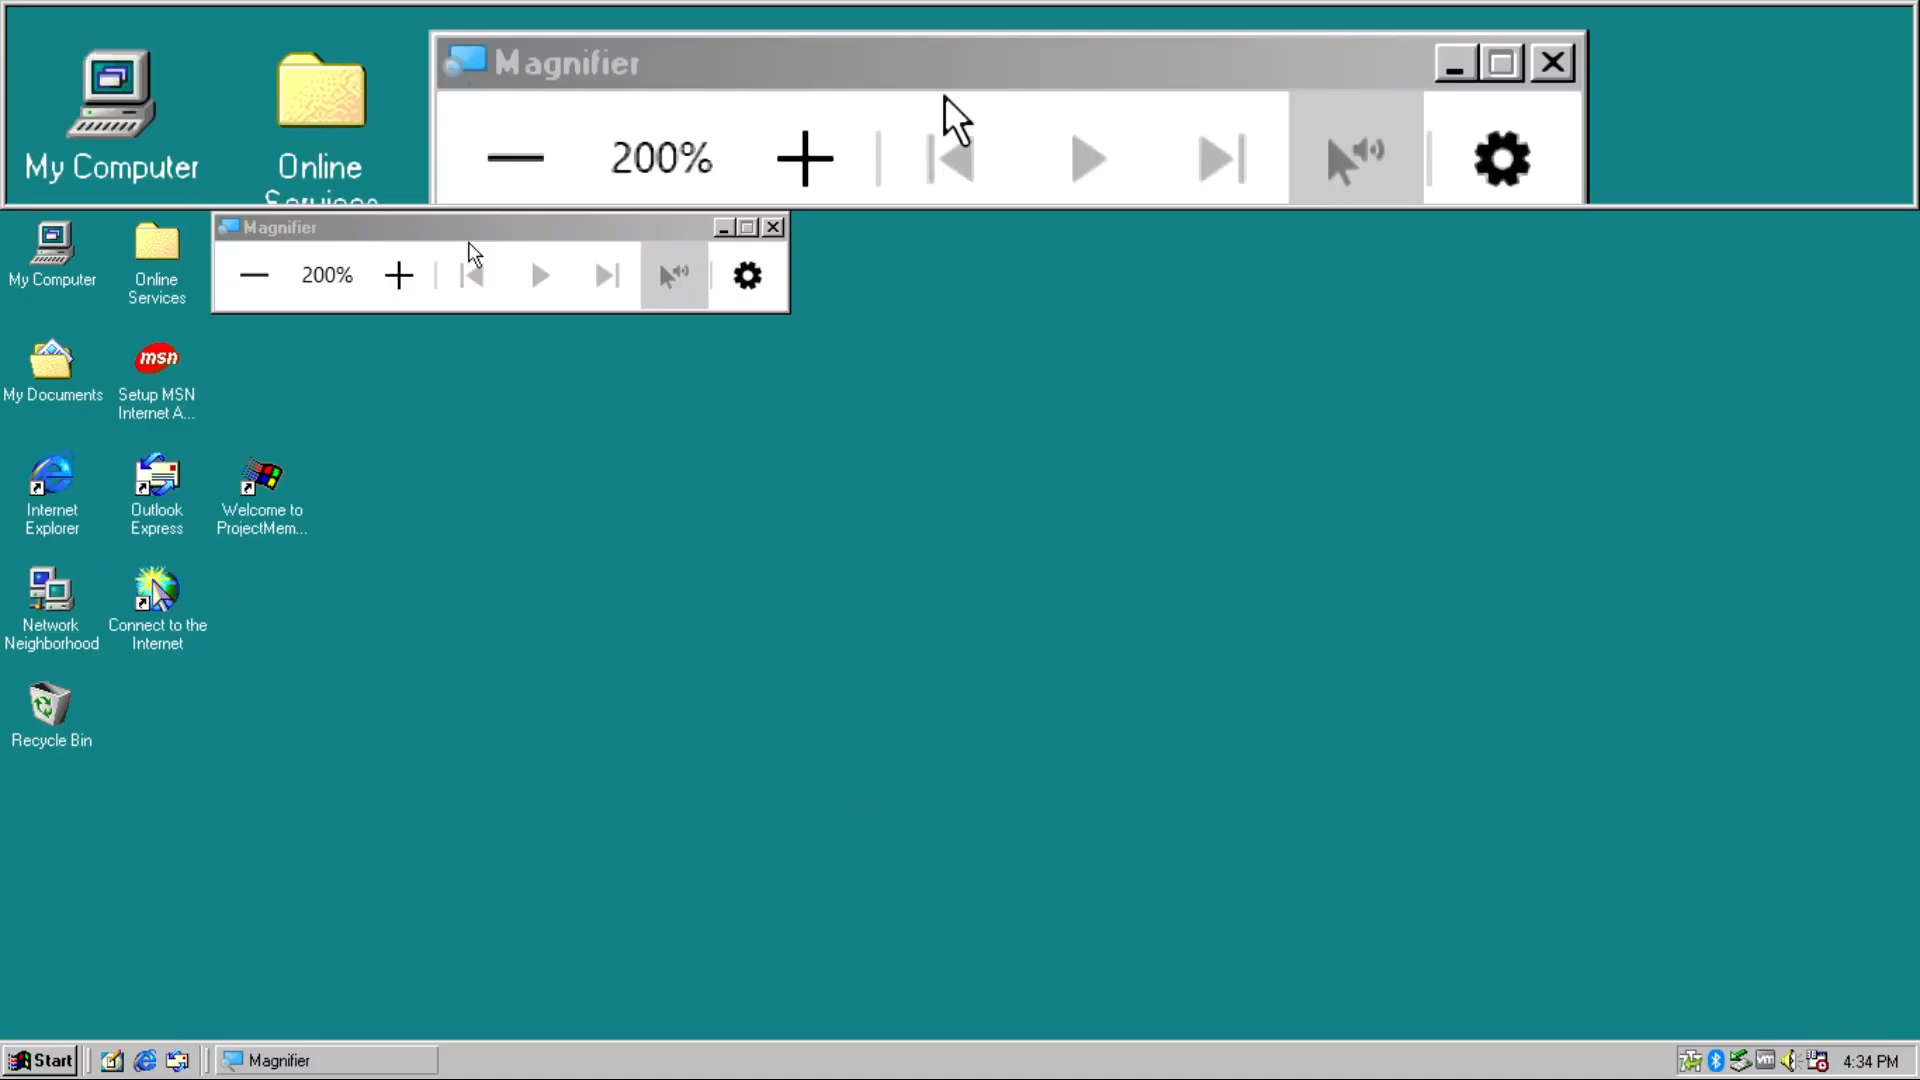 Magnifier
200%
My Computer
Online
Magnifier
200%
My Computer
Online
Services
My Documents
msn
Setup MSN
Internet A...
Internet
Explorer
Outlook
Express
Welcome to
ProjectMem...
Network
Neighborhood
Connect to the
Internet
Recycle Bin
Start
Magnifier
vm
4:34 PM